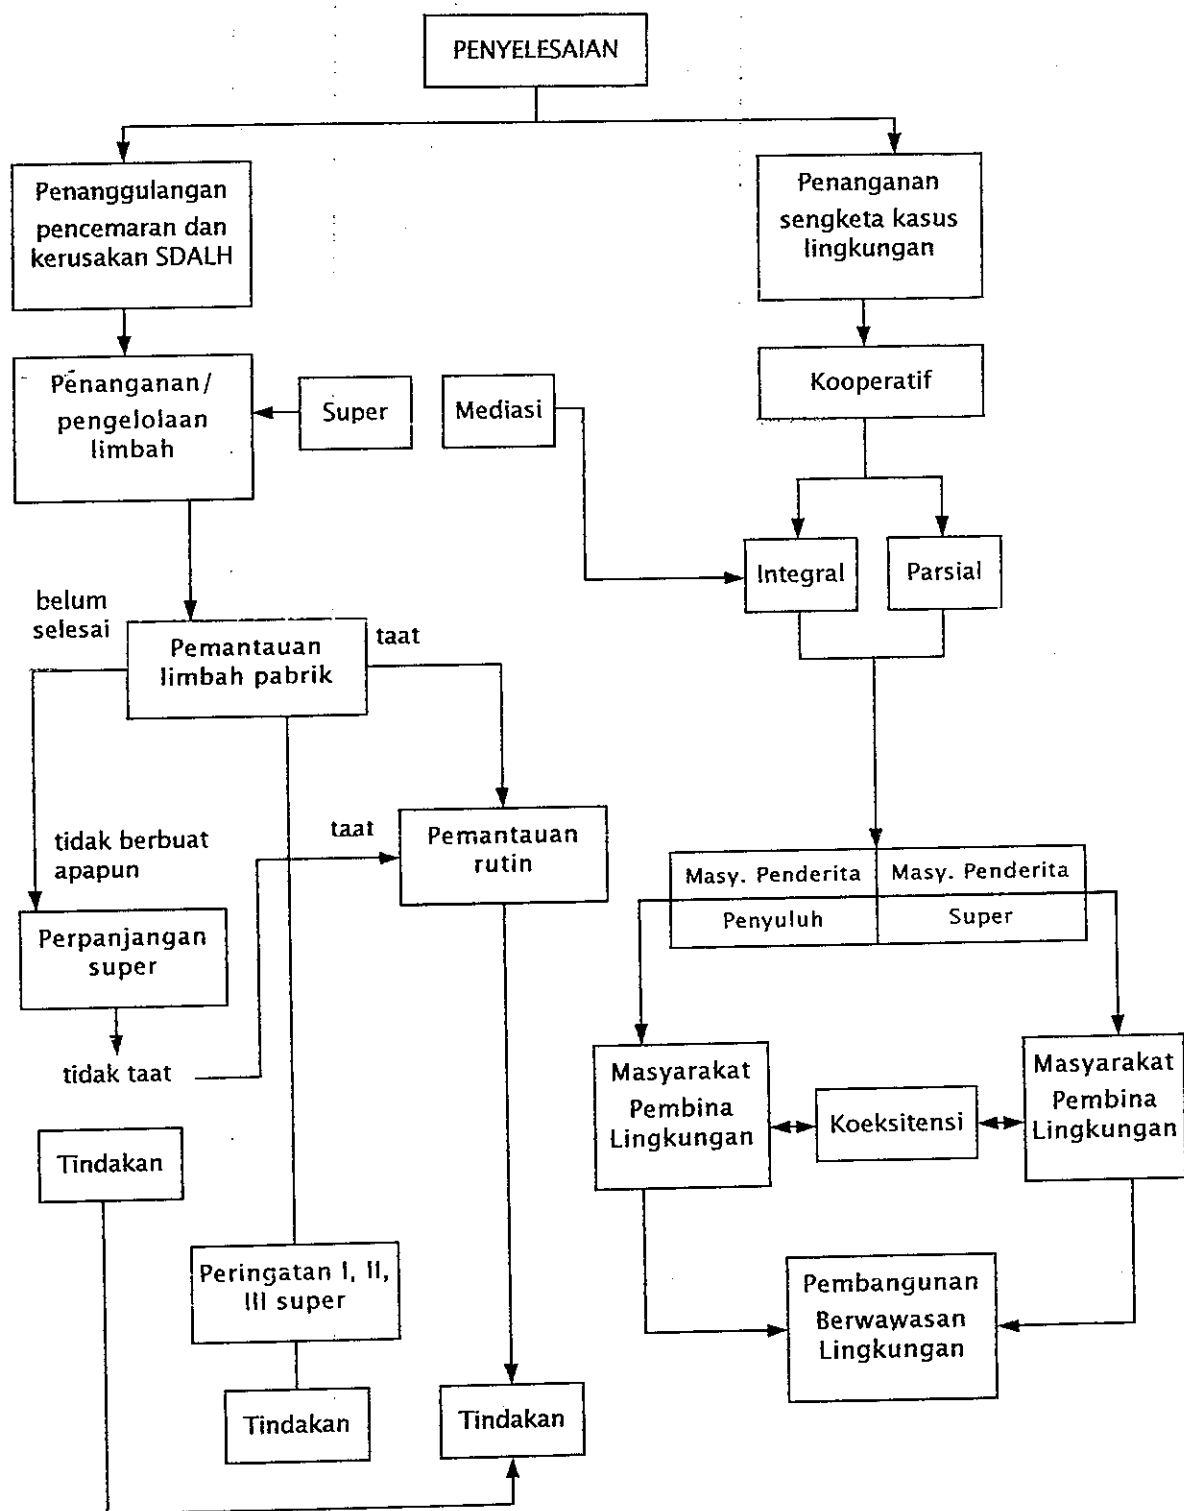 PENYELESAIAN
Penanggulangan
pencemaran dan
kerusakan SDALH
Penanganan
sengketa kasus
lingkungan
Penanganan/
pengelolaan
limbah
Super
Mediasi
Kooperatif
Integral
Parsial
belum
selesai
Pemantauan
limbah pabrik
taat
tidak berbuat
apapun
taat
Pemantauan
rutin
Masy. Penderita
Masy. Penderita
Penyuluh
Super
Perpanjangan
super
tidak taat
Masyarakat
Pembina
Lingkungan
Koeksitensi
Masyarakat
Pembina
Lingkungan
Tindakan
Peringatan I, II,
III super
Pembangunan
Berwawasan
Lingkungan
Tindakan
Tindakan